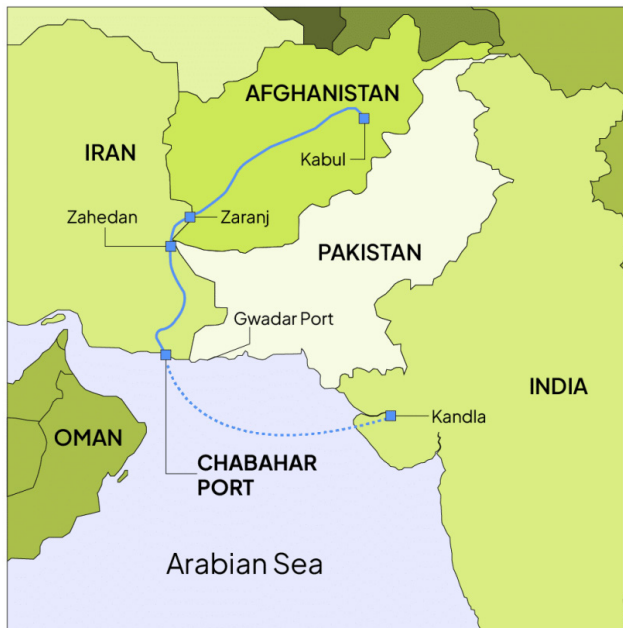 AFGHANISTAN
IRAN
Kabul
Zahedan
Zaranj
PAKISTAN
Gwadar Port
INDIA
Kandla
OMAN
CHABAHAR
PORT
Arabian Sea